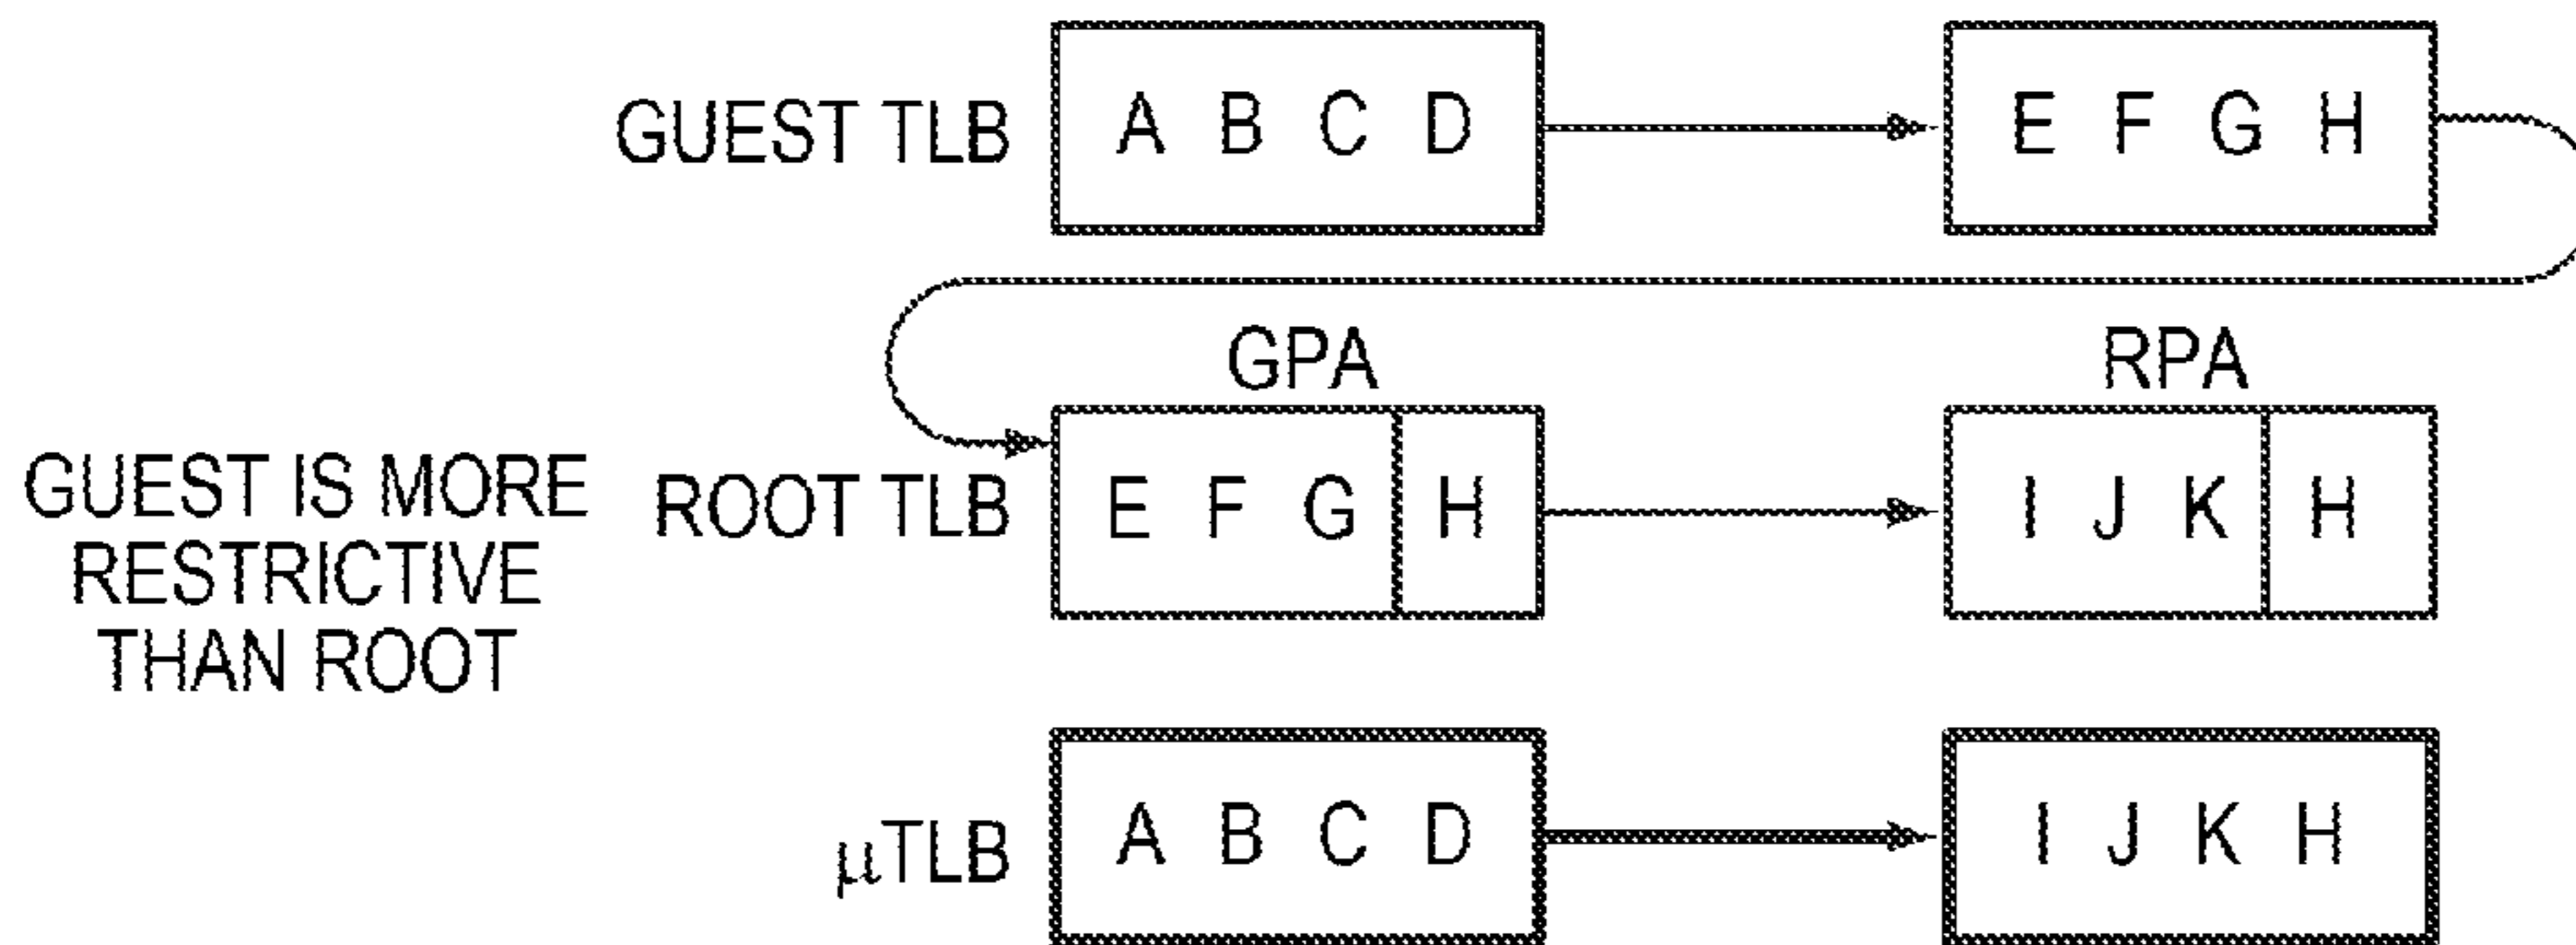 GUEST TLB A B C D E F G H
GPA RPA
GUEST IS MORE
RESTRICTIVE
THAN ROOT
ROOT TLB E F G H I J K H
μTLB A B C D I J K H